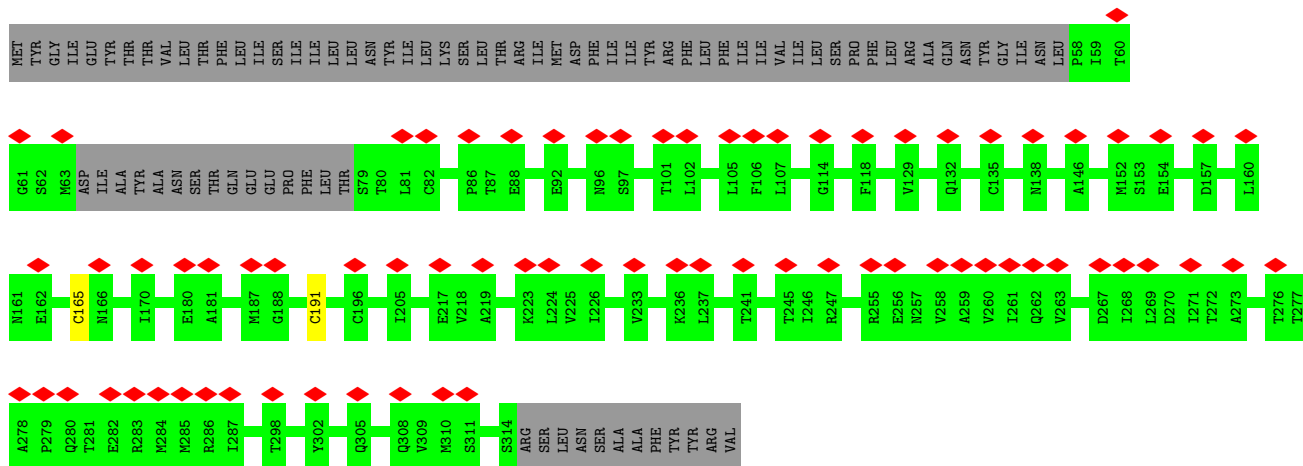 MET TYR GLY ILE GLU TYR THR THR VAL LEU THR PHE LEU ILE SER ILE ILE LEU LEU ASN TYR ILE LEU LYS SER LEU THR ARG ILE MET ASP PHE ILE ILE TYR ARG PHE LEU PHE ILE ILE VAL ILE LEU SER PRO PHE LEU ARG ALA GLN ASN TYR GLY ILE ASN LEU P58 I59 T60
G61 S62 M63 ASP ILE ALA TYR ALA ASN SER THR GLN GLU GLU PRO PHE LEU THR S79 T80 L81 C82 P86 T87 E88 E92 N96 S97 T101 L102 L105 F106 L107 G114 F118 V129 Q132 C135 N138 A146 M152 S153 E154 D157 L160
N161 E162 C165 N166 I170 E180 A181 M187 G188 C191 C196 I205 E217 V218 A219 K223 L224 V225 I226 V233 K236 L237 T241 T245 I246 R247 R255 E256 N257 V258 A259 V260 I261 Q262 V263 D267 I268 L269 D270 I271 T272 A273 T276 T277
A278 P279 Q280 T281 E282 R283 M284 M285 R286 I287 T298 Y302 Q305 Q308 V309 M310 S311 S314 ARG SER LEU ASN SER ALA ALA PHE TYR TYR ARG VAL